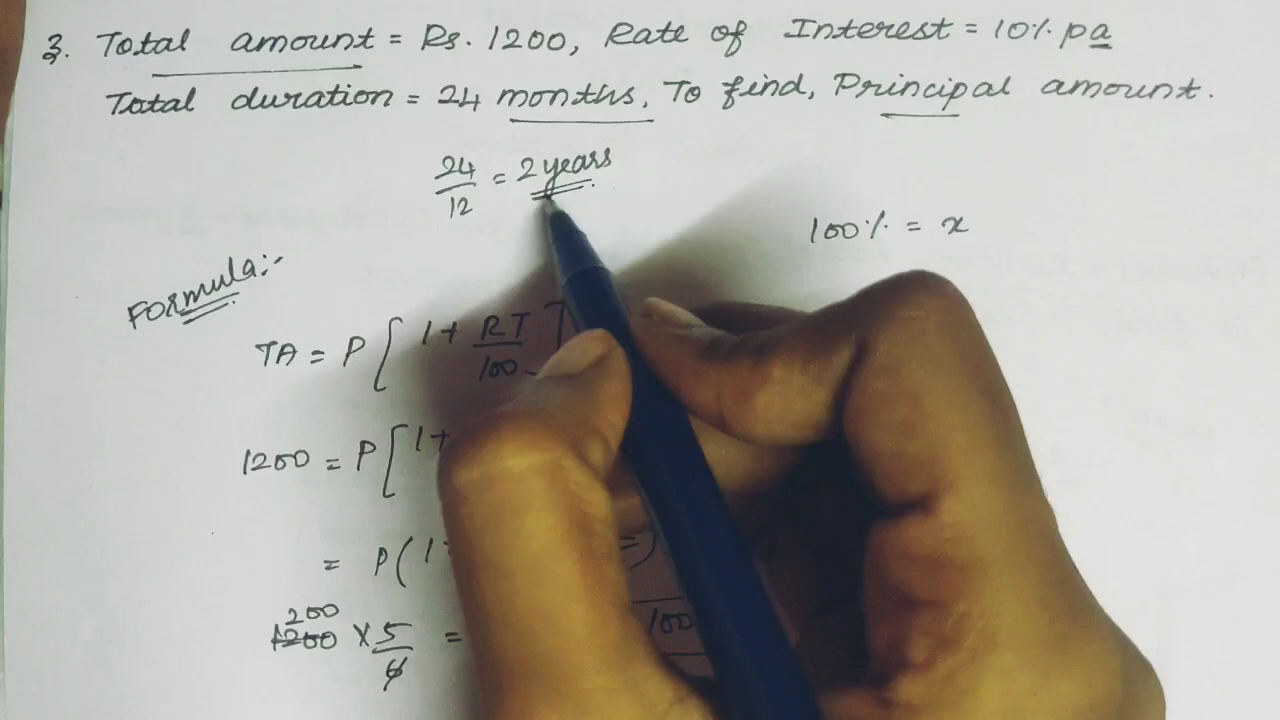 3. Total amount = Rs. 1200, Rate of Interest = 10% pa
Total duration = 24 months, To find, Principal amount.
24/12 = 2 years
100% = x
Formula:-
TA = P [ 1 + RT/100 ]
1200 = P [ 1 +
= P ( 1 )
200
1200 × 5/6 = 100